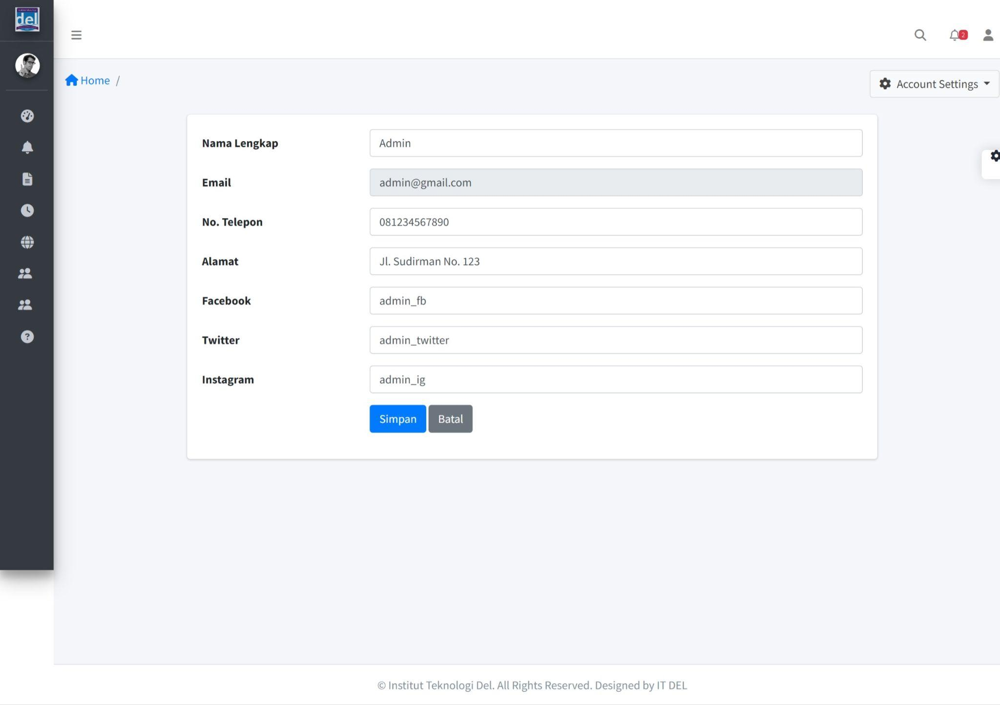 del
2
Home /
Account Settings
Nama Lengkap
Admin
Email
admin@gmail.com
No. Telepon
081234567890
Alamat
Jl. Sudirman No. 123
Facebook
admin_fb
Twitter
admin_twitter
Instagram
admin_ig
Simpan
Batal
© Institut Teknologi Del. All Rights Reserved. Designed by IT DEL